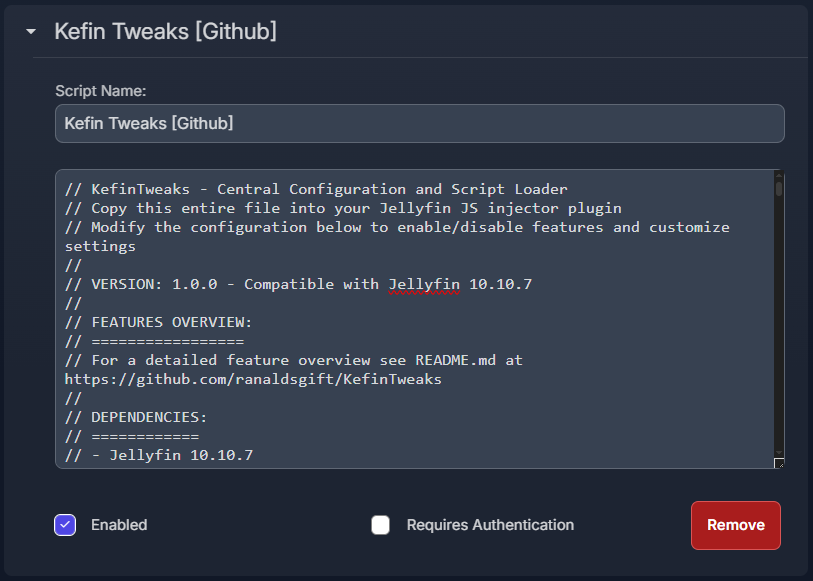 Kefin Tweaks [Github]
Script Name:
Kefin Tweaks [Github]
// KefinTweaks - Central Configuration and Script Loader
// Copy this entire file into your Jellyfin JS injector plugin
// Modify the configuration below to enable/disable features and customize
settings
//
// VERSION: 1.0.0 - Compatible with Jellyfin 10.10.7
//
// FEATURES OVERVIEW:
// =================
// For a detailed feature overview see README.md at
https://github.com/ranaldsgift/KefinTweaks
//
// DEPENDENCIES:
// ============
// - Jellyfin 10.10.7
Enabled
Requires Authentication
Remove